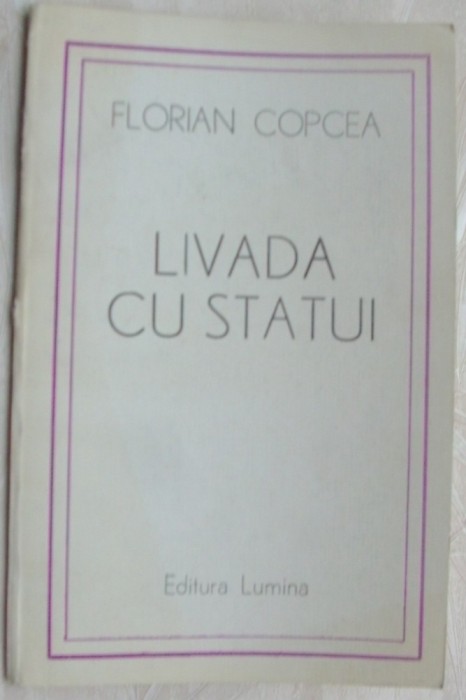 FLORIAN COPCEA
LIVADA
CU STATUI
Editura Lumina